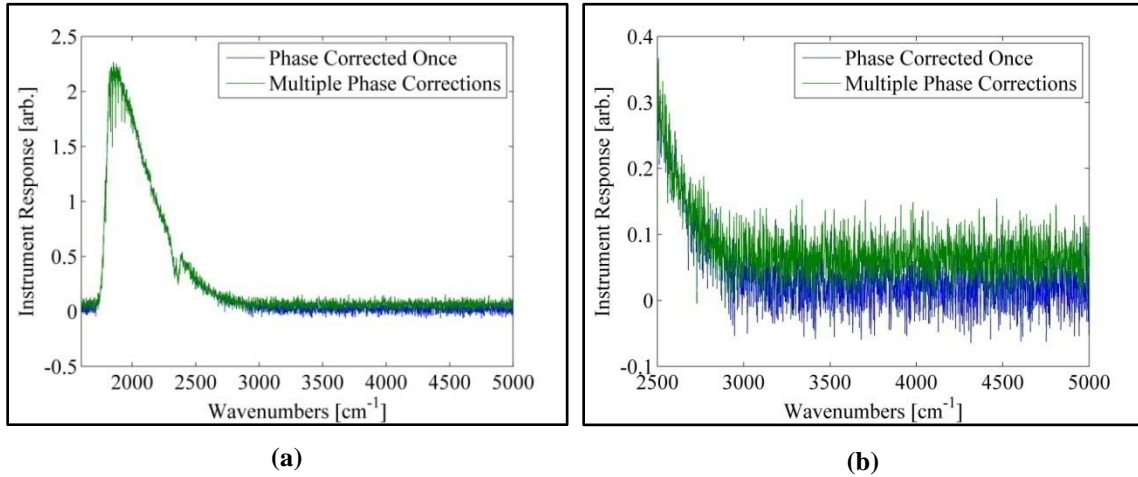 2.5
2
1.5
1
0.5
0
-0.5
Instrument Response [arb.]
Phase Corrected Once
Multiple Phase Corrections
2000 2500 3000 3500 4000 4500 5000
Wavenumbers [cm⁻¹]
(a)
0.4
0.3
0.2
0.1
0
-0.1
Instrument Response [arb.]
Phase Corrected Once
Multiple Phase Corrections
2500 3000 3500 4000 4500 5000
Wavenumbers [cm⁻¹]
(b)